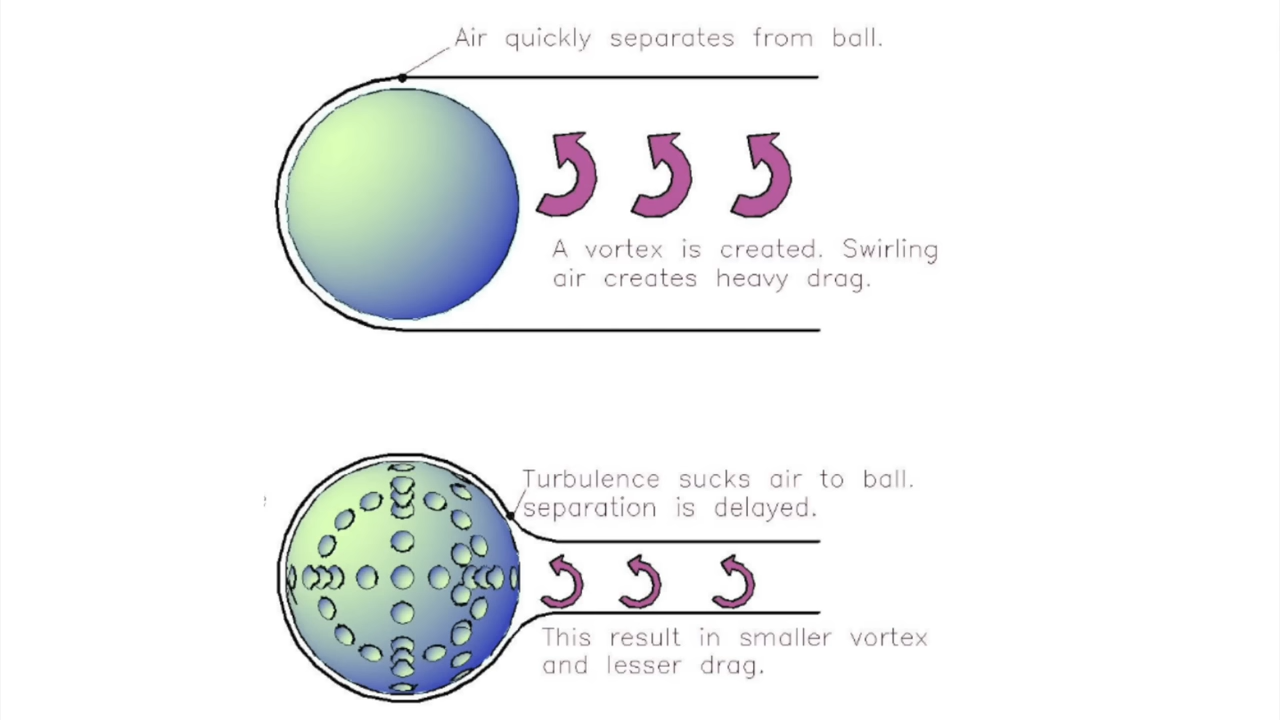 Air quickly separates from ball.
A vortex is created. Swirling
air creates heavy drag.
Turbulence sucks air to ball.
separation is delayed.
This result in smaller vortex
and lesser drag.